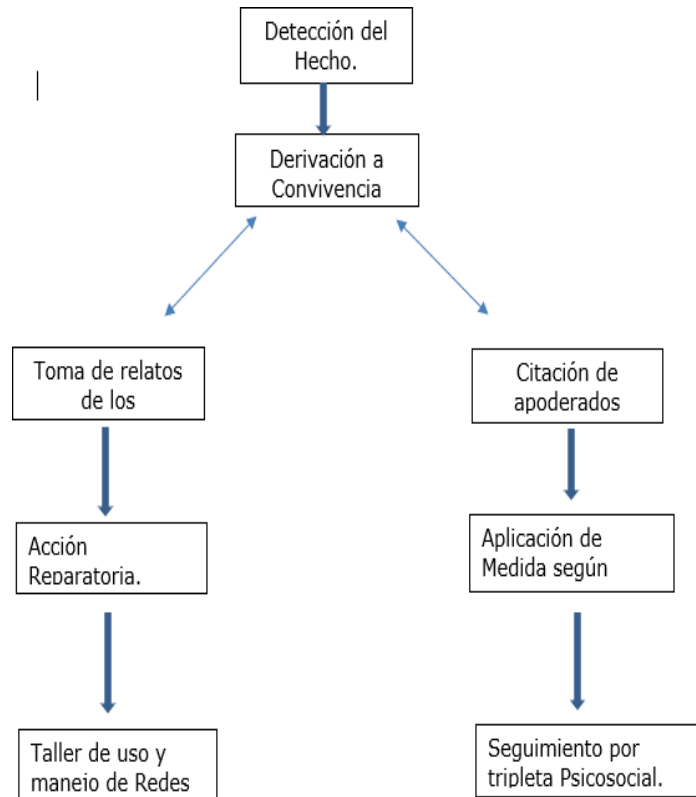 Detección del
Hecho.
Derivación a
Convivencia
Toma de relatos
de los
Citación de
apoderados
Acción
Reparatoria.
Aplicación de
Medida según
Taller de uso y
manejo de Redes
Seguimiento por
tripleta Psicosocial.